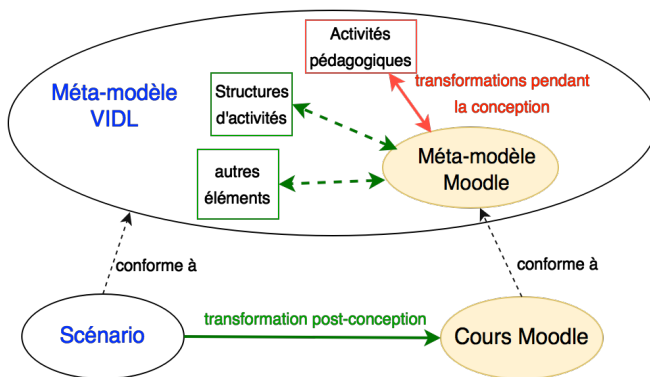 Activités
pédagogiques
transformations pendant
la conception
Méta-modèle
VIDL
Structures
d'activités
Méta-modèle
Moodle
autres
éléments
conforme à
conforme à
transformation post-conception
Scénario
Cours Moodle